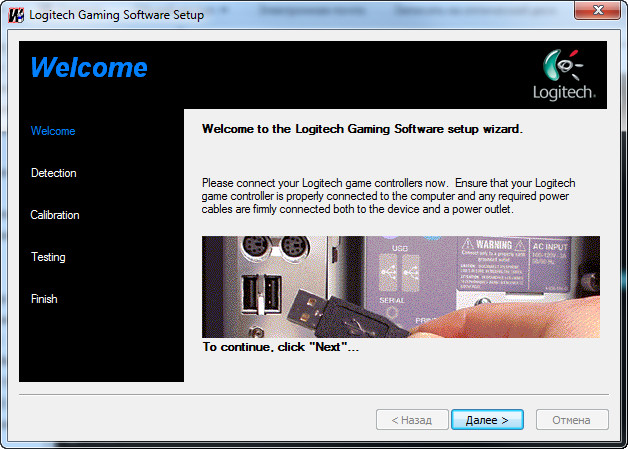 Logitech Gaming Software Setup
Welcome
Logitech
Welcome
Detection
Calibration
Testing
Finish
Welcome to the Logitech Gaming Software setup wizard.
Please connect your Logitech game controllers now. Ensure that your Logitech
game controller is properly connected to the computer and any required power
cables are firmly connected both to the device and a power outlet.
USB
SERIAL
WARNING
AC INPUT
To continue, click "Next"...
< Назад
Далее >
Отмена